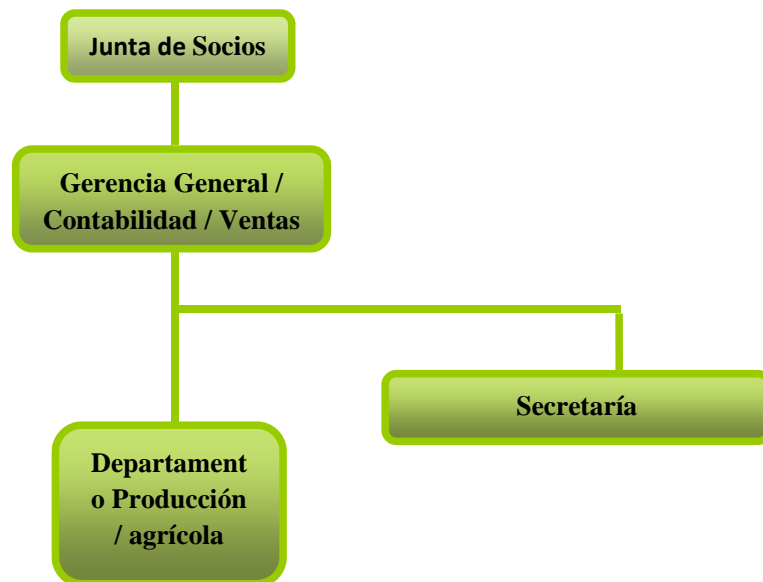 Junta de Socios
Gerencia General /
Contabilidad / Ventas
Secretaría
Departament
o Producción
/ agrícola